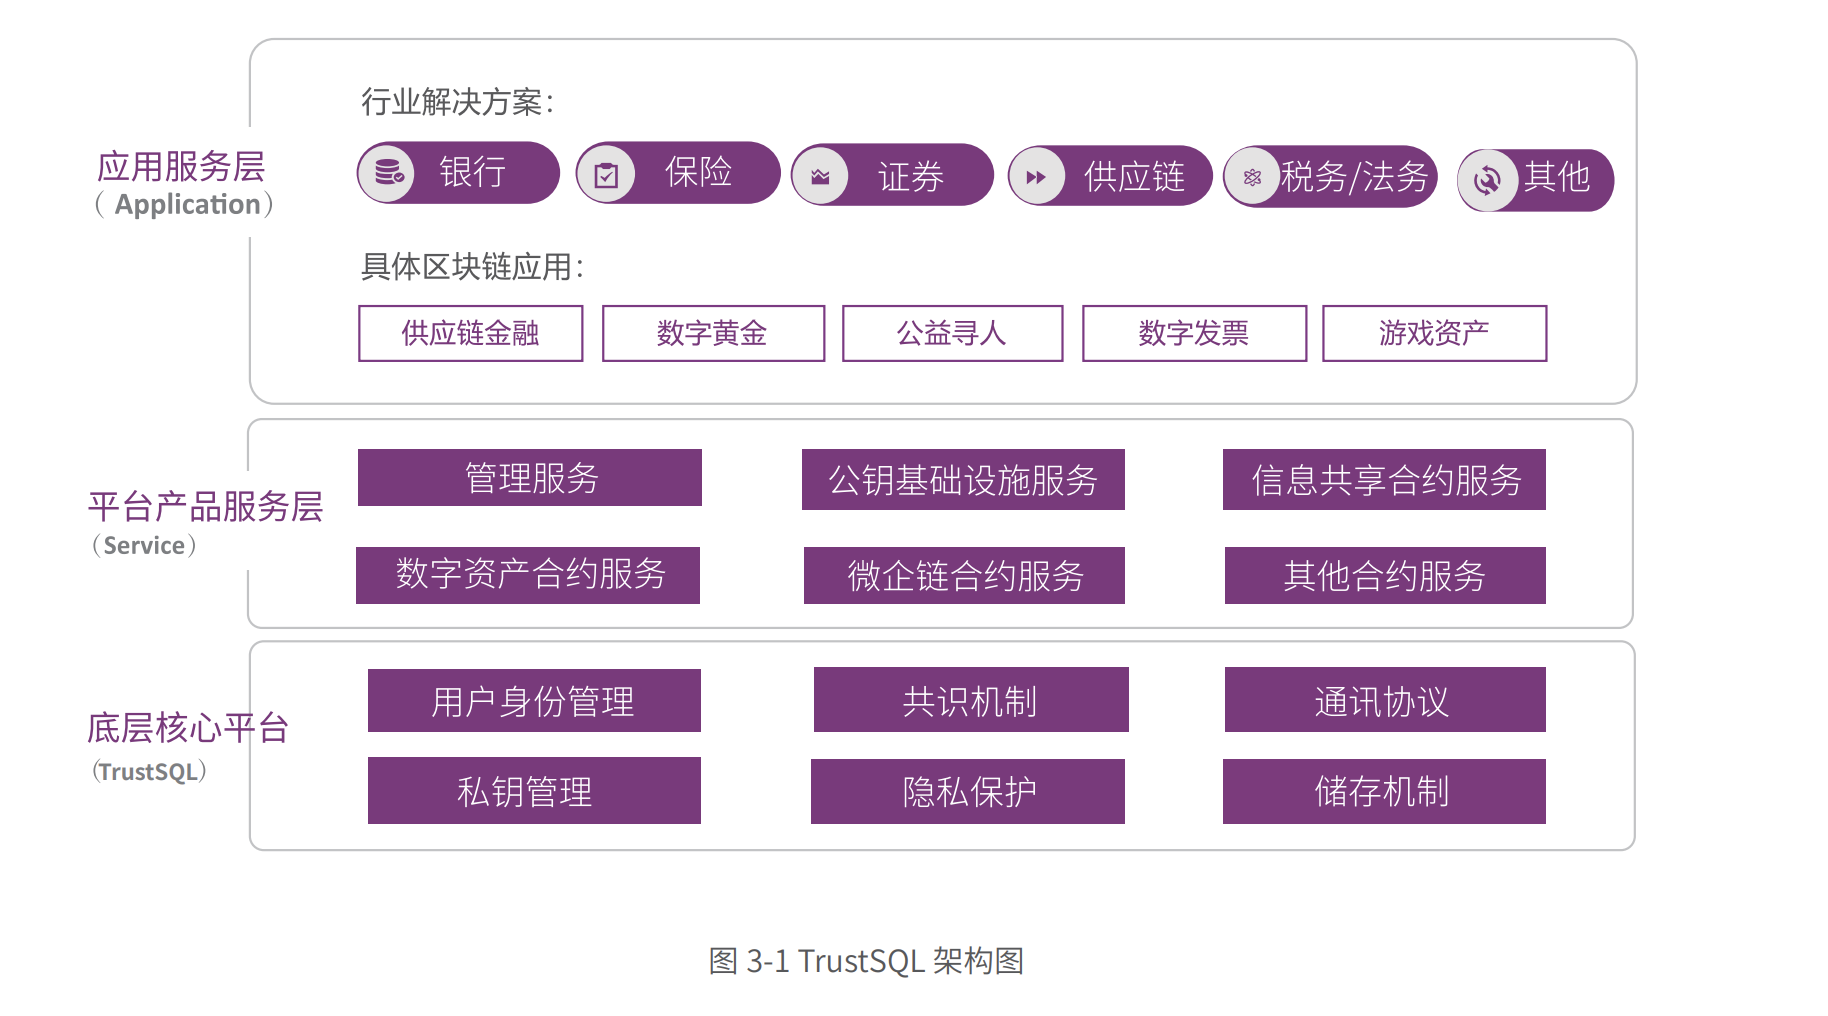 行业解决方案：
应用服务层
（ Application）
银行 保险 证券 供应链 税务/法务 其他
具体区块链应用：
供应链金融 数字黄金 公益寻人 数字发票 游戏资产
平台产品服务层
（Service）
管理服务 公钥基础设施服务 信息共享合约服务
数字资产合约服务 微企链合约服务 其他合约服务
底层核心平台
（TrustSQL）
用户身份管理 共识机制 通讯协议
私钥管理 隐私保护 储存机制
图 3-1 TrustSQL 架构图